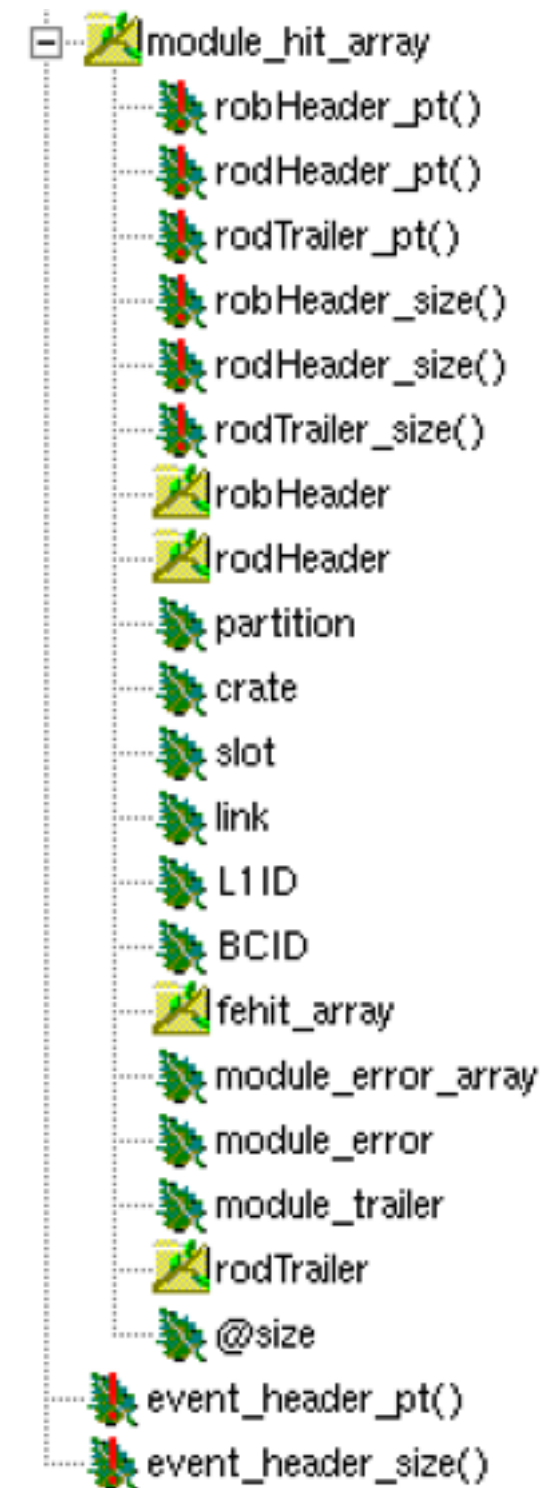 module_hit_array
robHeader_pt()
rodHeader_pt()
rodTrailer_pt()
robHeader_size()
rodHeader_size()
rodTrailer_size()
robHeader
rodHeader
partition
crate
slot
link
L1ID
BCID
fehit_array
module_error_array
module_error
module_trailer
rodTrailer
@size
event_header_pt()
event_header_size()